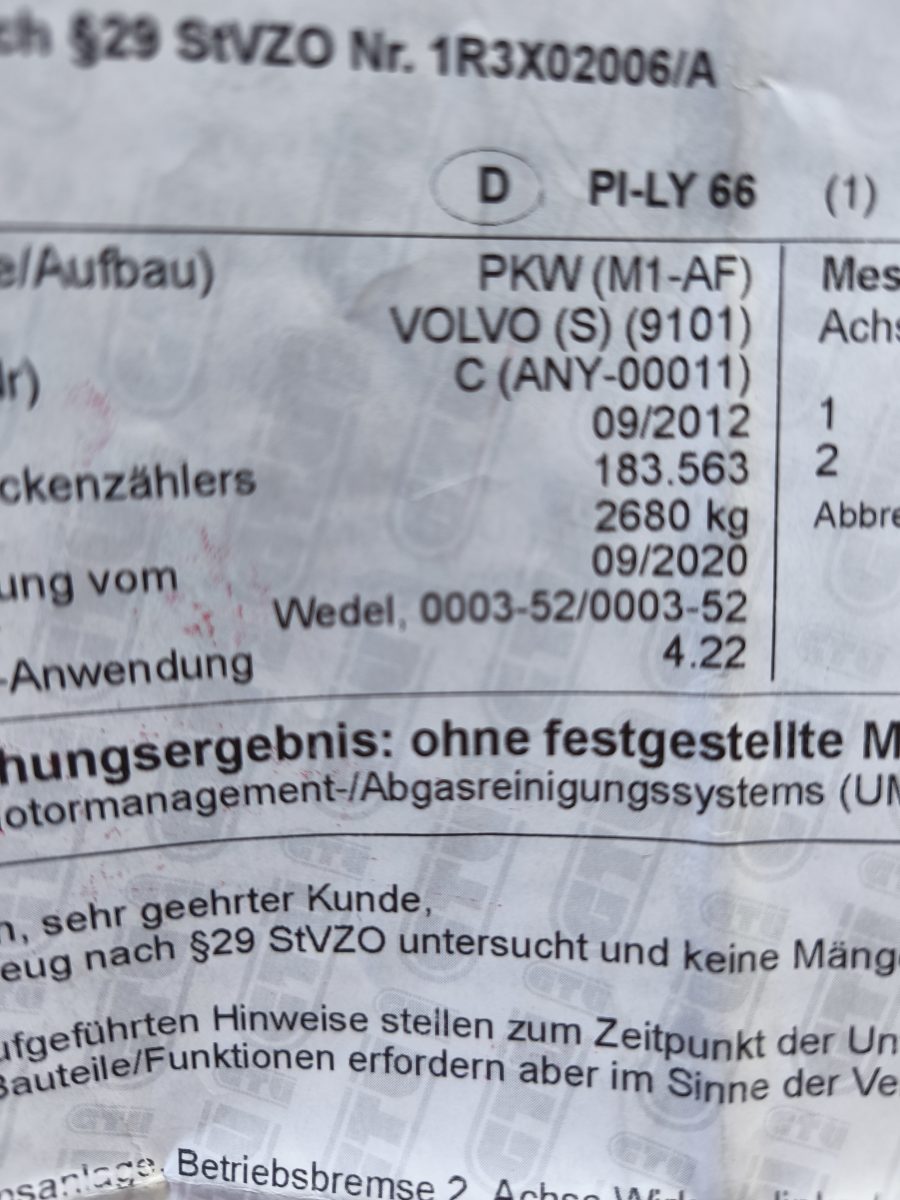 ch §29 StVZO Nr. 1R3X02006/A
D PI-LY 66 (1)
e/Aufbau) PKW (M1-AF) Mes
VOLVO (S) (9101) Achs
lr) C (ANY-00011)
09/2012 1
ckenzählers 183.563 2
2680 kg Abbre
ung vom 09/2020
Wedel, 0003-52/0003-52
-Anwendung 4.22
hungsergebnis: ohne festgestellte M
otormanagement-/Abgasreinigungssystems (UM
n, sehr geehrter Kunde,
eug nach §29 StVZO untersucht und keine Mäng
ufgeführten Hinweise stellen zum Zeitpunkt der Un
Bauteile/Funktionen erfordern aber im Sinne der Ve
nsanlage, Betriebsbremse 2. Achse